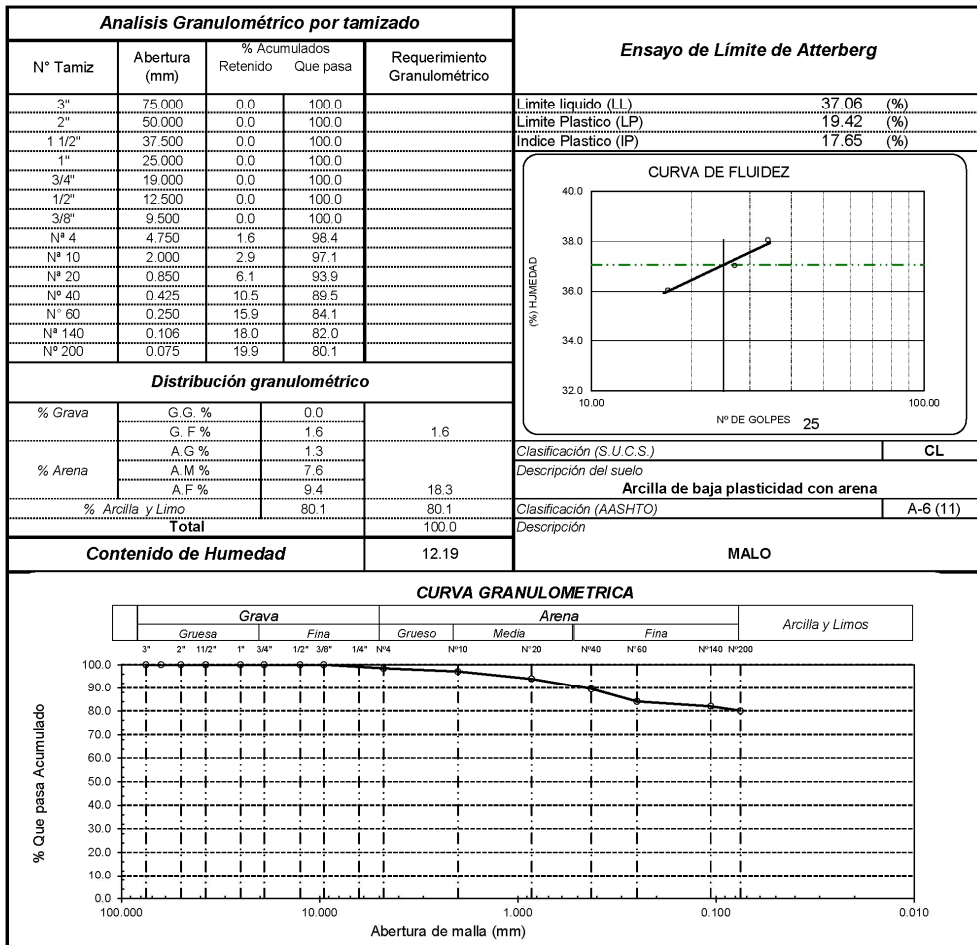 Analisis Granulométrico por tamizado
N° Tamiz	Abertura (mm)	% Acumulados Retenido	Que pasa	Requerimiento Granulométrico
3"	75.000	0.0	100.0
2"	50.000	0.0	100.0
1 1/2"	37.500	0.0	100.0
1"	25.000	0.0	100.0
3/4"	19.000	0.0	100.0
1/2"	12.500	0.0	100.0
3/8"	9.500	0.0	100.0
Nª 4	4.750	1.6	98.4
Nª 10	2.000	2.9	97.1
Nª 20	0.850	6.1	93.9
Nº 40	0.425	10.5	89.5
N° 60	0.250	15.9	84.1
Nª 140	0.106	18.0	82.0
Nº 200	0.075	19.9	80.1
Distribución granulométrico
% Grava	G.G. %	0.0
G. F %	1.6	1.6
A.G %	1.3
% Arena	A.M %	7.6
A.F %	9.4	18.3
% Arcilla y Limo	80.1	80.1
Total	100.0
Contenido de Humedad	12.19
Ensayo de Límite de Atterberg
Limite liquido (LL)	37.06	(%)
Limite Plastico (LP)	19.42	(%)
Indice Plastico (IP)	17.65	(%)
CURVA DE FLUIDEZ
(%) HUMEDAD
40.0
38.0
36.0
34.0
32.0
10.00	100.00
Nº DE GOLPES	25
Clasificación (S.U.C.S.)	CL
Descripción del suelo
Arcilla de baja plasticidad con arena
Clasificación (AASHTO)	A-6 (11)
Descripción
MALO
CURVA GRANULOMETRICA
Grava	Arena	Arcilla y Limos
Gruesa	Fina	Grueso	Media	Fina
3"	2"	11/2"	1"	3/4"	1/2"	3/8"	1/4"	Nº4	Nº10	N°20	Nº40	N°60	Nº140	Nº200
% Que pasa Acumulado
100.0
90.0
80.0
70.0
60.0
50.0
40.0
30.0
20.0
10.0
0.0
100.000	10.000	1.000	0.100	0.010
Abertura de malla (mm)